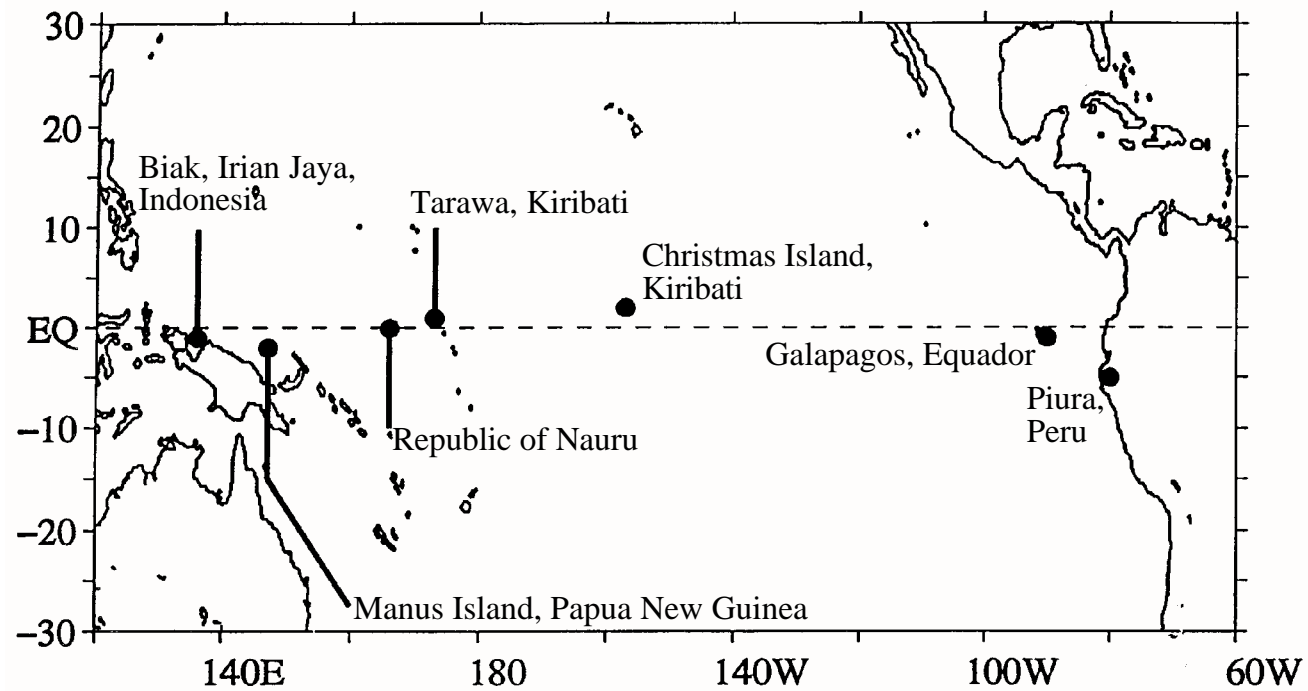 30
20
Biak, Irian Jaya,
Indonesia
Tarawa, Kiribati
10
Christmas Island,
Kiribati
EQ
Galapagos, Equador
Piura,
Peru
−10
Republic of Nauru
−20
Manus Island, Papua New Guinea
−30
140E 180 140W 100W 60W